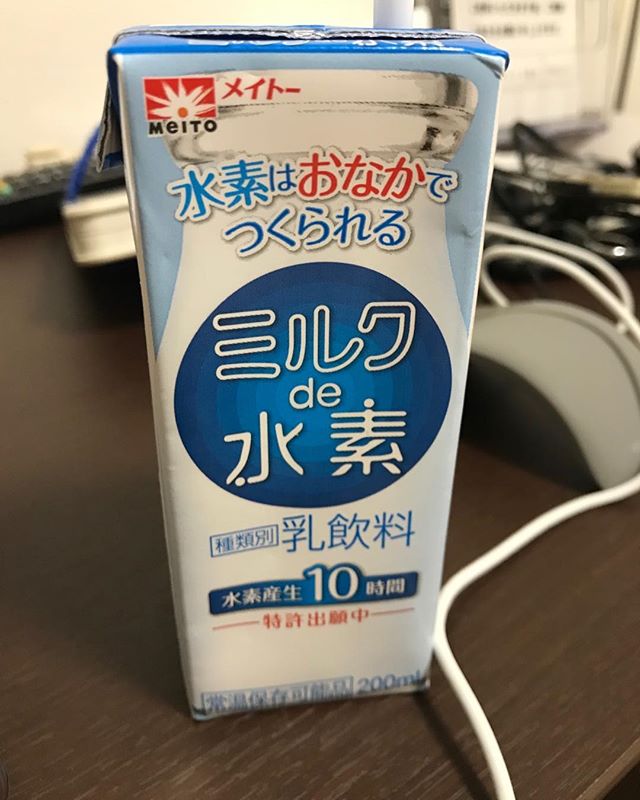 メイトー
MEITO
水素はおなかで
つくられる
ミルク
de
水素
種類別 乳飲料
水素産生10時間
特許出願中
常温保存可能品 200ml